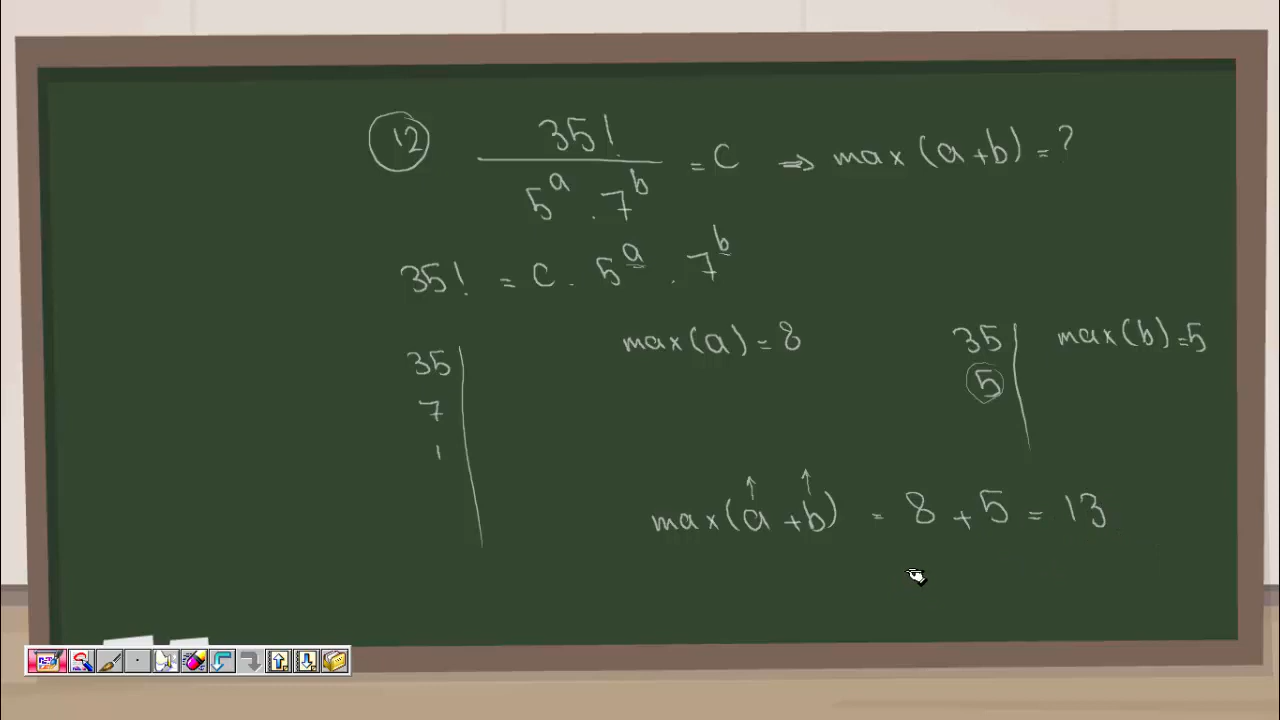 12 35! / 5^a . 7^b = C ⇒ max (a+b) = ?
35! = C . 5^a . 7^b
max(a) = 8
35
7
1
35 max(b) = 5
5
max(a+b) = 8 + 5 = 13